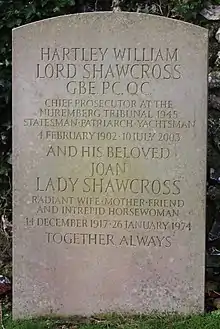 HARTLEY WILLIAM
LORD SHAWCROSS
GBE PC QC
CHIEF PROSECUTOR AT THE
NUREMBERG TRIBUNAL 1945
STATESMAN·PATRIARCH·YACHTSMAN
4 FEBRUARY 1902·10 JULY 2003
AND HIS BELOVED
JOAN
LADY SHAWCROSS
RADIANT WIFE·MOTHER·FRIEND
AND INTREPID HORSEWOMAN
14 DECEMBER 1917·26 JANUARY 1974
TOGETHER ALWAYS